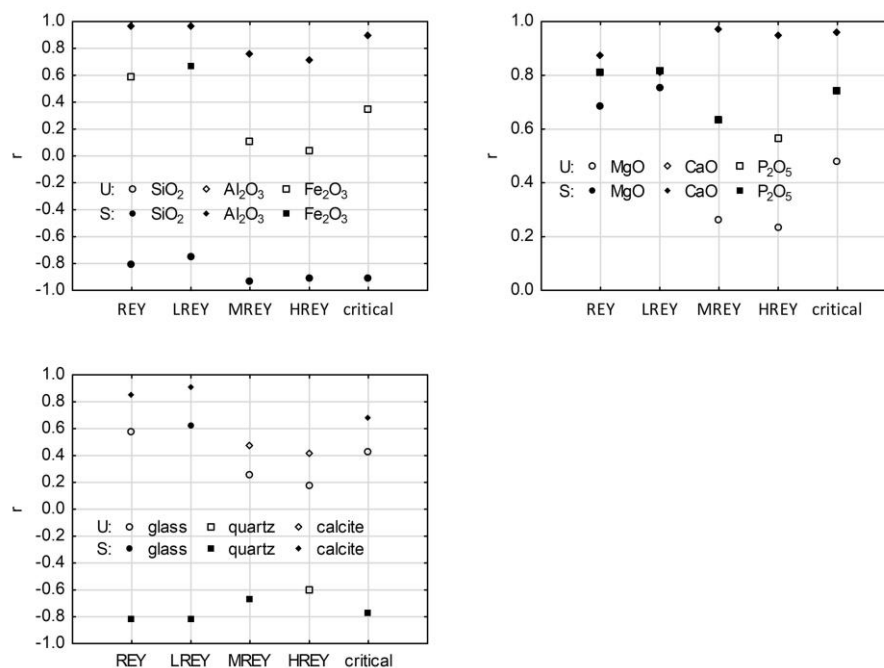 1.0
0.8
0.6
0.4
0.2
0.0
-0.2
-0.4
-0.6
-0.8
-1.0
r
U: SiO₂ Al₂O₃ Fe₂O₃
S: SiO₂ Al₂O₃ Fe₂O₃
REY LREY MREY HREY critical
1.0
0.8
0.6
0.4
0.2
0.0
r
U: MgO CaO P₂O₅
S: MgO CaO P₂O₅
REY LREY MREY HREY critical
1.0
0.8
0.6
0.4
0.2
0.0
-0.2
-0.4
-0.6
-0.8
-1.0
r
U: glass quartz calcite
S: glass quartz calcite
REY LREY MREY HREY critical